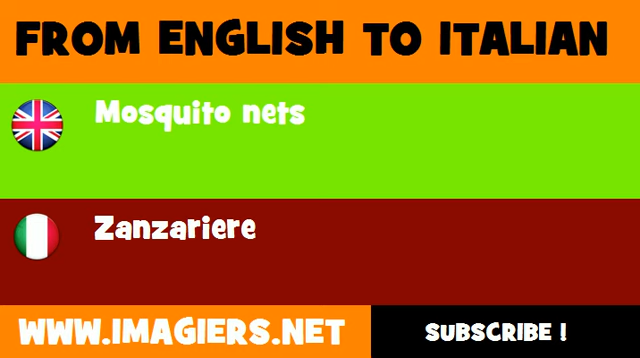 FROM ENGLISH TO ITALIAN
Mosquito nets
Zanzariere
WWW.IMAGIERS.NET
SUBSCRIBE !